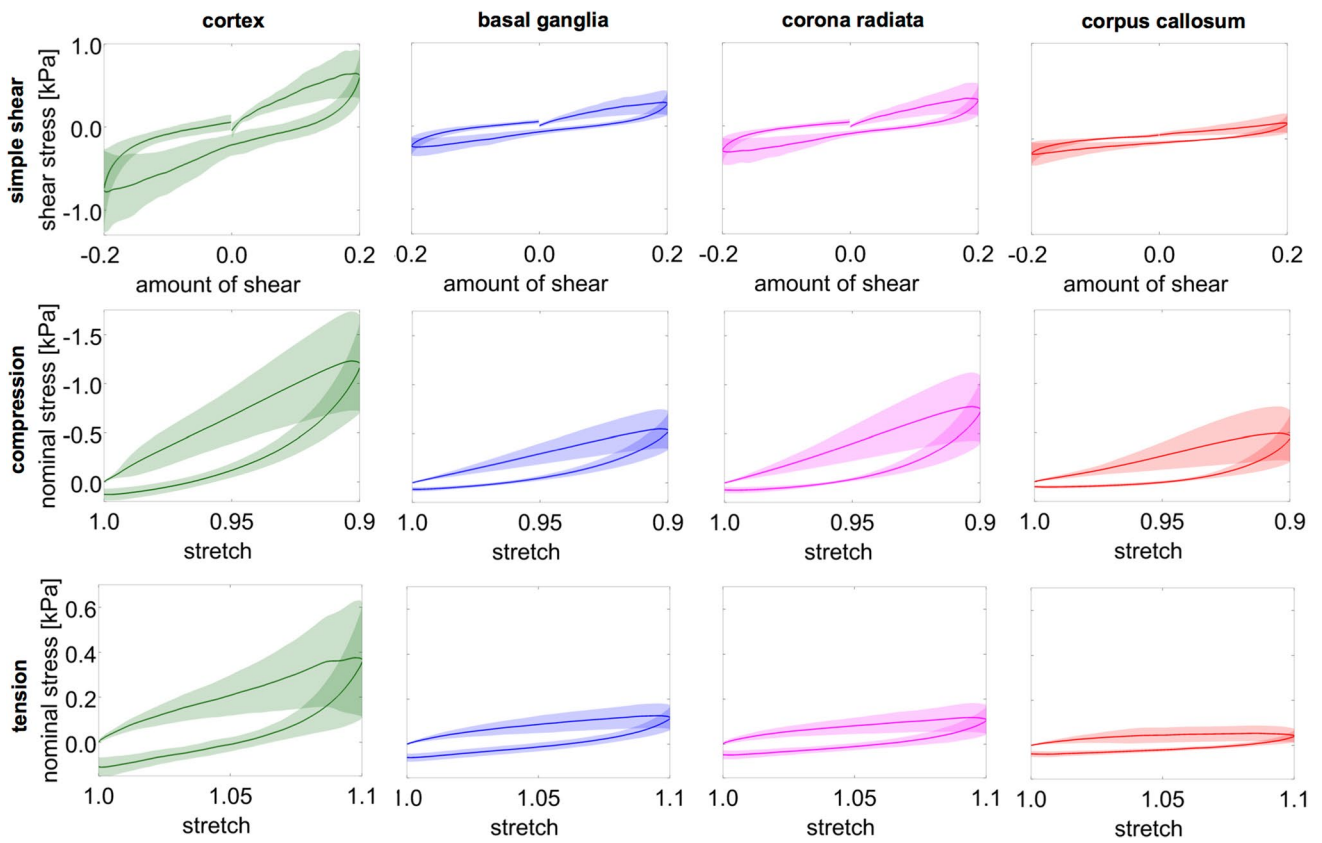 cortex basal ganglia corona radiata corpus callosum
simple shear
shear stress [kPa]
1.0
0.0
-1.0
-0.2 0.0 0.2 -0.2 0.0 0.2 -0.2 0.0 0.2 -0.2 0.0 0.2
amount of shear amount of shear amount of shear amount of shear
compression
nominal stress [kPa]
-1.5
-1.0
-0.5
0.0
1.0 0.95 0.9 1.0 0.95 0.9 1.0 0.95 0.9 1.0 0.95 0.9
stretch stretch stretch stretch
tension
nominal stress [kPa]
0.6
0.4
0.2
0.0
1.0 1.05 1.1 1.0 1.05 1.1 1.0 1.05 1.1 1.0 1.05 1.1
stretch stretch stretch stretch